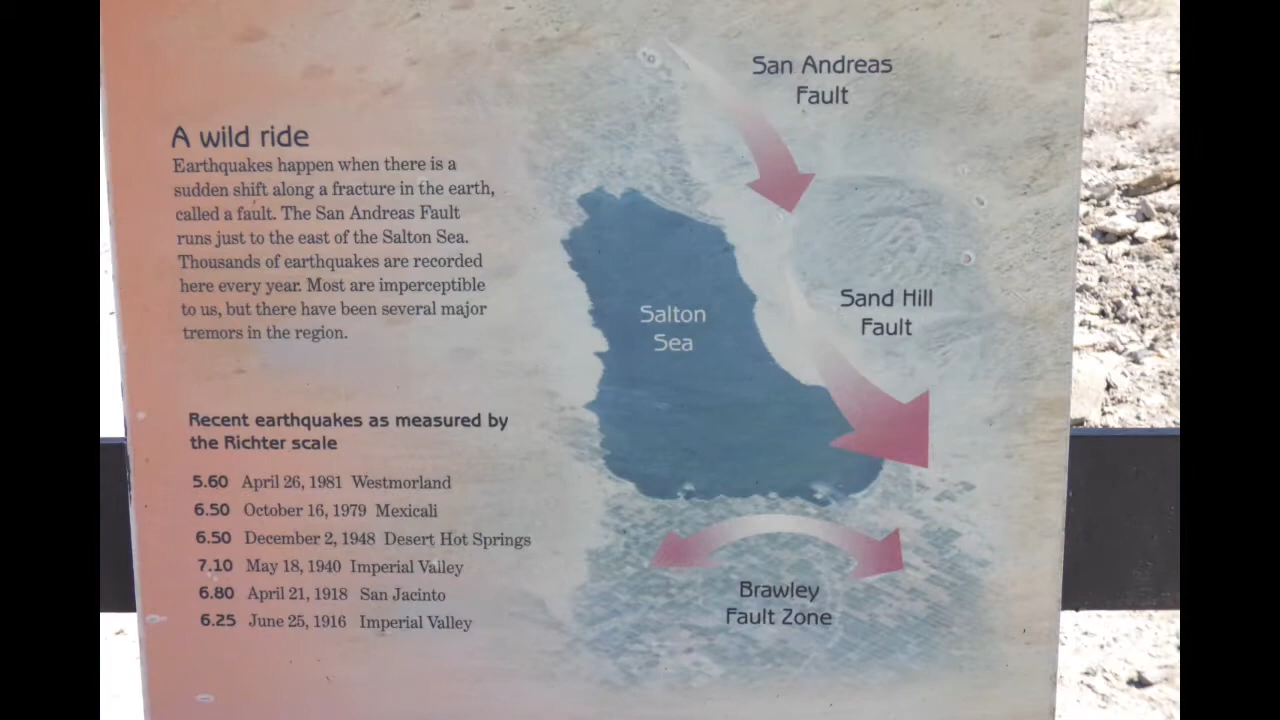 A wild ride
Earthquakes happen when there is a
sudden shift along a fracture in the earth,
called a fault. The San Andreas Fault
runs just to the east of the Salton Sea.
Thousands of earthquakes are recorded
here every year. Most are imperceptible
to us, but there have been several major
tremors in the region.
Recent earthquakes as measured by
the Richter scale
5.60 April 26, 1981 Westmorland
6.50 October 16, 1979 Mexicali
6.50 December 2, 1948 Desert Hot Springs
7.10 May 18, 1940 Imperial Valley
6.80 April 21, 1918 San Jacinto
6.25 June 25, 1916 Imperial Valley
San Andreas
Fault
Sand Hill
Fault
Salton
Sea
Brawley
Fault Zone